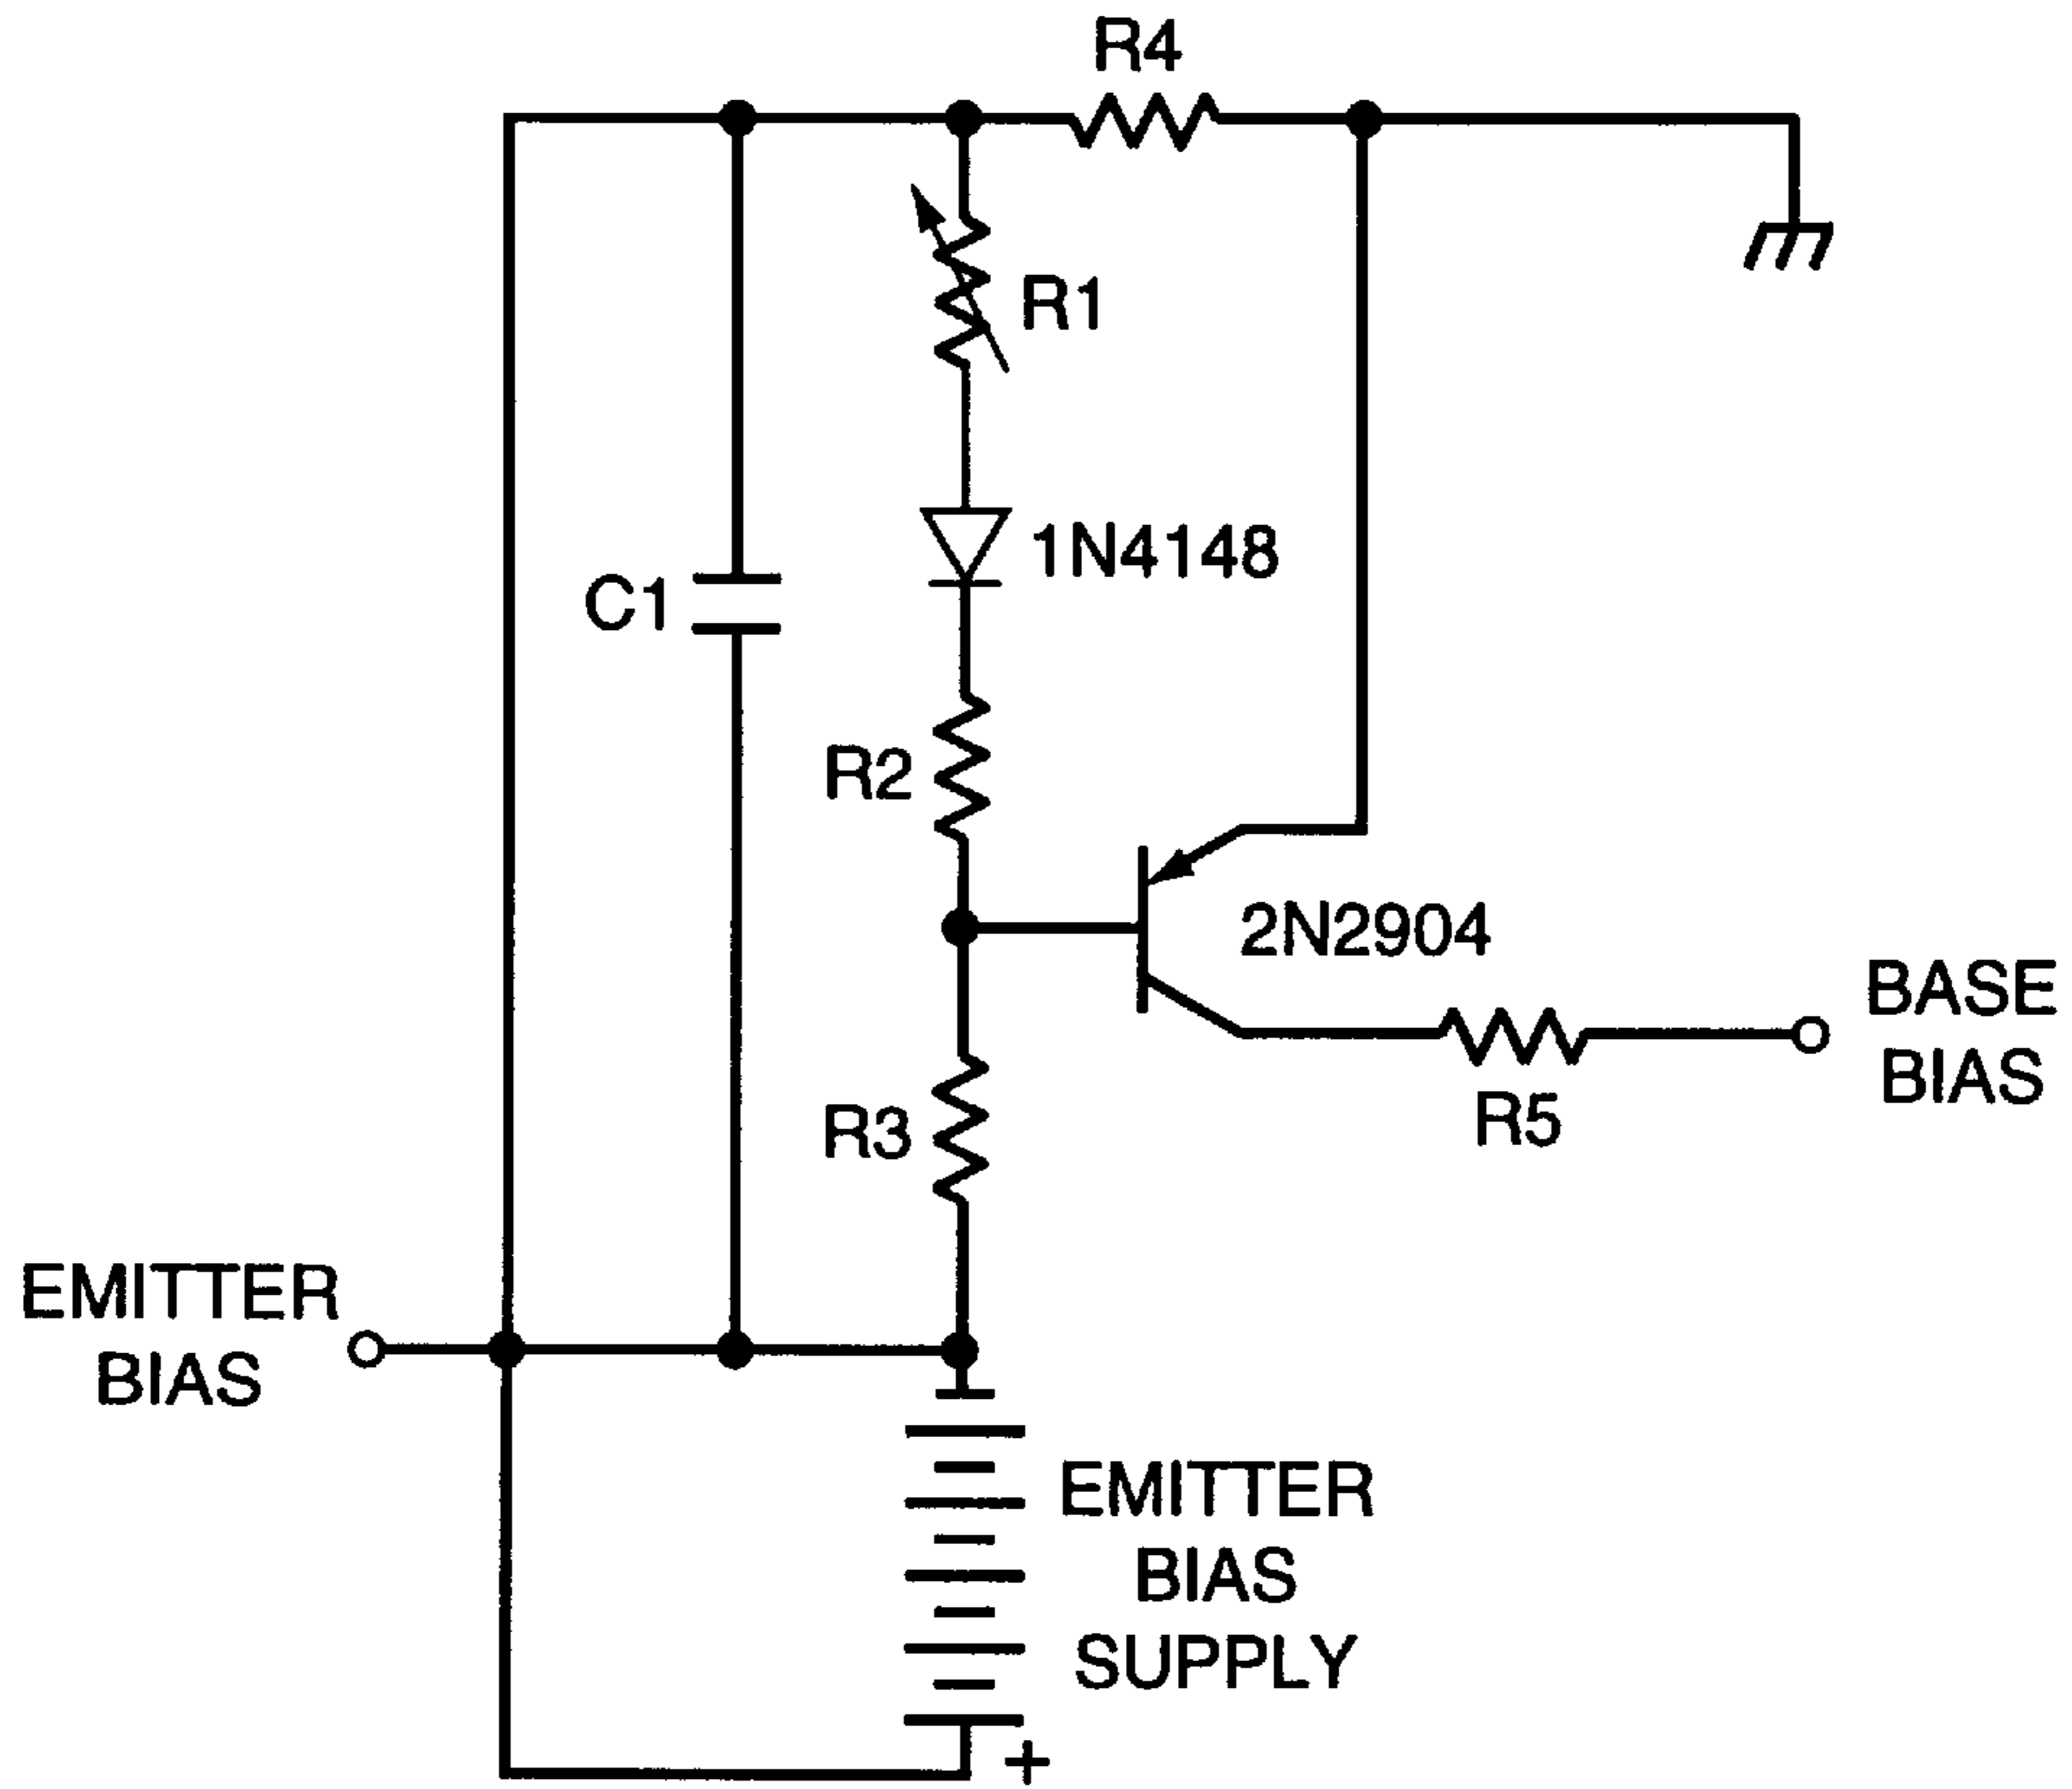 R4
R1
1N4148
C1
R2
2N2904
BASE
BIAS
R5
R3
EMITTER
BIAS
EMITTER
BIAS
SUPPLY
+